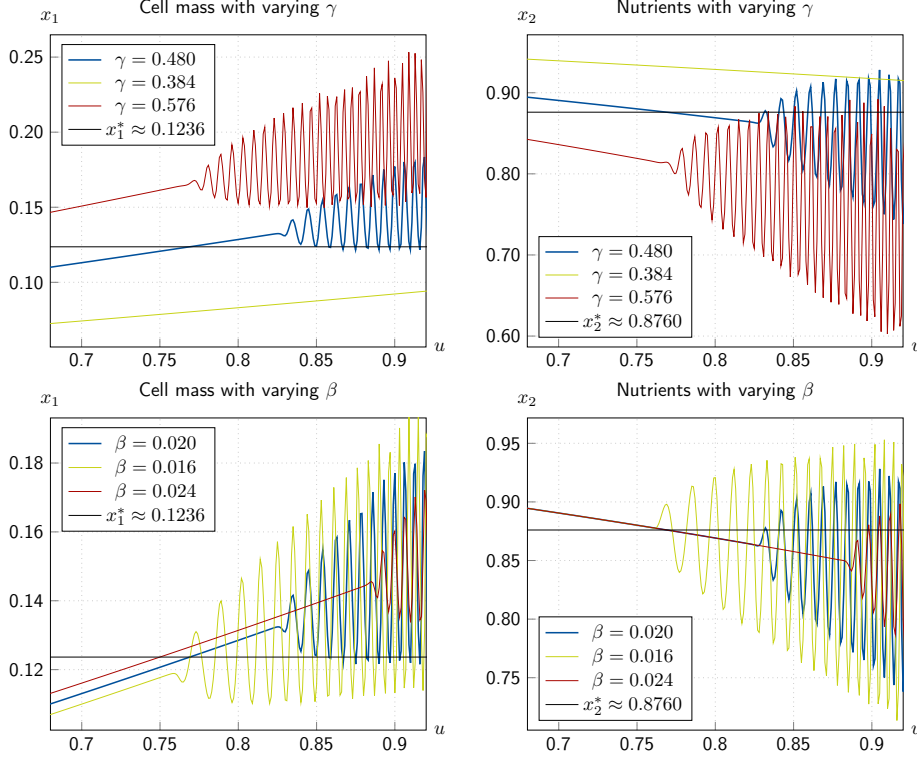 Cell mass with varying γ
x₁
γ = 0.480
γ = 0.384
γ = 0.576
x₁* ≈ 0.1236
0.25
0.20
0.15
0.10
0.7 0.75 0.8 0.85 0.9
u
Nutrients with varying γ
x₂
0.90
0.80
0.70
0.60
γ = 0.480
γ = 0.384
γ = 0.576
x₂* ≈ 0.8760
0.7 0.75 0.8 0.85 0.9
u
Cell mass with varying β
x₁
β = 0.020
β = 0.016
β = 0.024
x₁* ≈ 0.1236
0.18
0.16
0.14
0.12
0.7 0.75 0.8 0.85 0.9
u
Nutrients with varying β
x₂
0.95
0.90
0.85
0.80
0.75
β = 0.020
β = 0.016
β = 0.024
x₂* ≈ 0.8760
0.7 0.75 0.8 0.85 0.9
u